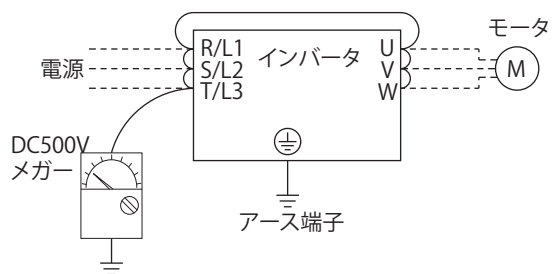 モータ
電源
R/L1
S/L2
T/L3
インバータ
U
V
W
M
DC500V
メガー
アース端子